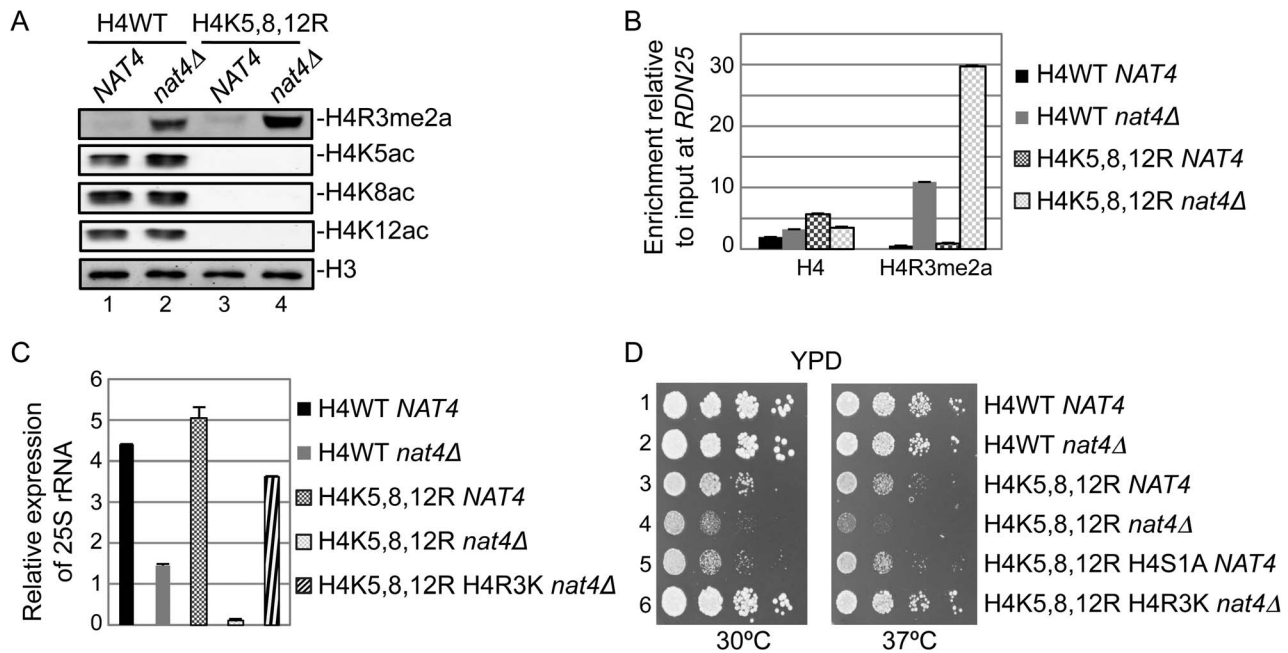 A
H4WT H4K5,8,12R
NAT4 nat4Δ NAT4 nat4Δ
-H4R3me2a
-H4K5ac
-H4K8ac
-H4K12ac
-H3
1 2 3 4
B
Enrichment relative
to input at RDN25
30
20
10
0
H4 H4R3me2a
H4WT NAT4
H4WT nat4Δ
H4K5,8,12R NAT4
H4K5,8,12R nat4Δ
C
Relative expression
of 25S rRNA
6
5
4
3
2
1
0
H4WT NAT4
H4WT nat4Δ
H4K5,8,12R NAT4
H4K5,8,12R nat4Δ
H4K5,8,12R H4R3K nat4Δ
D
YPD
1 H4WT NAT4
2 H4WT nat4Δ
3 H4K5,8,12R NAT4
4 H4K5,8,12R nat4Δ
5 H4K5,8,12R H4S1A NAT4
6 H4K5,8,12R H4R3K nat4Δ
30ºC 37ºC